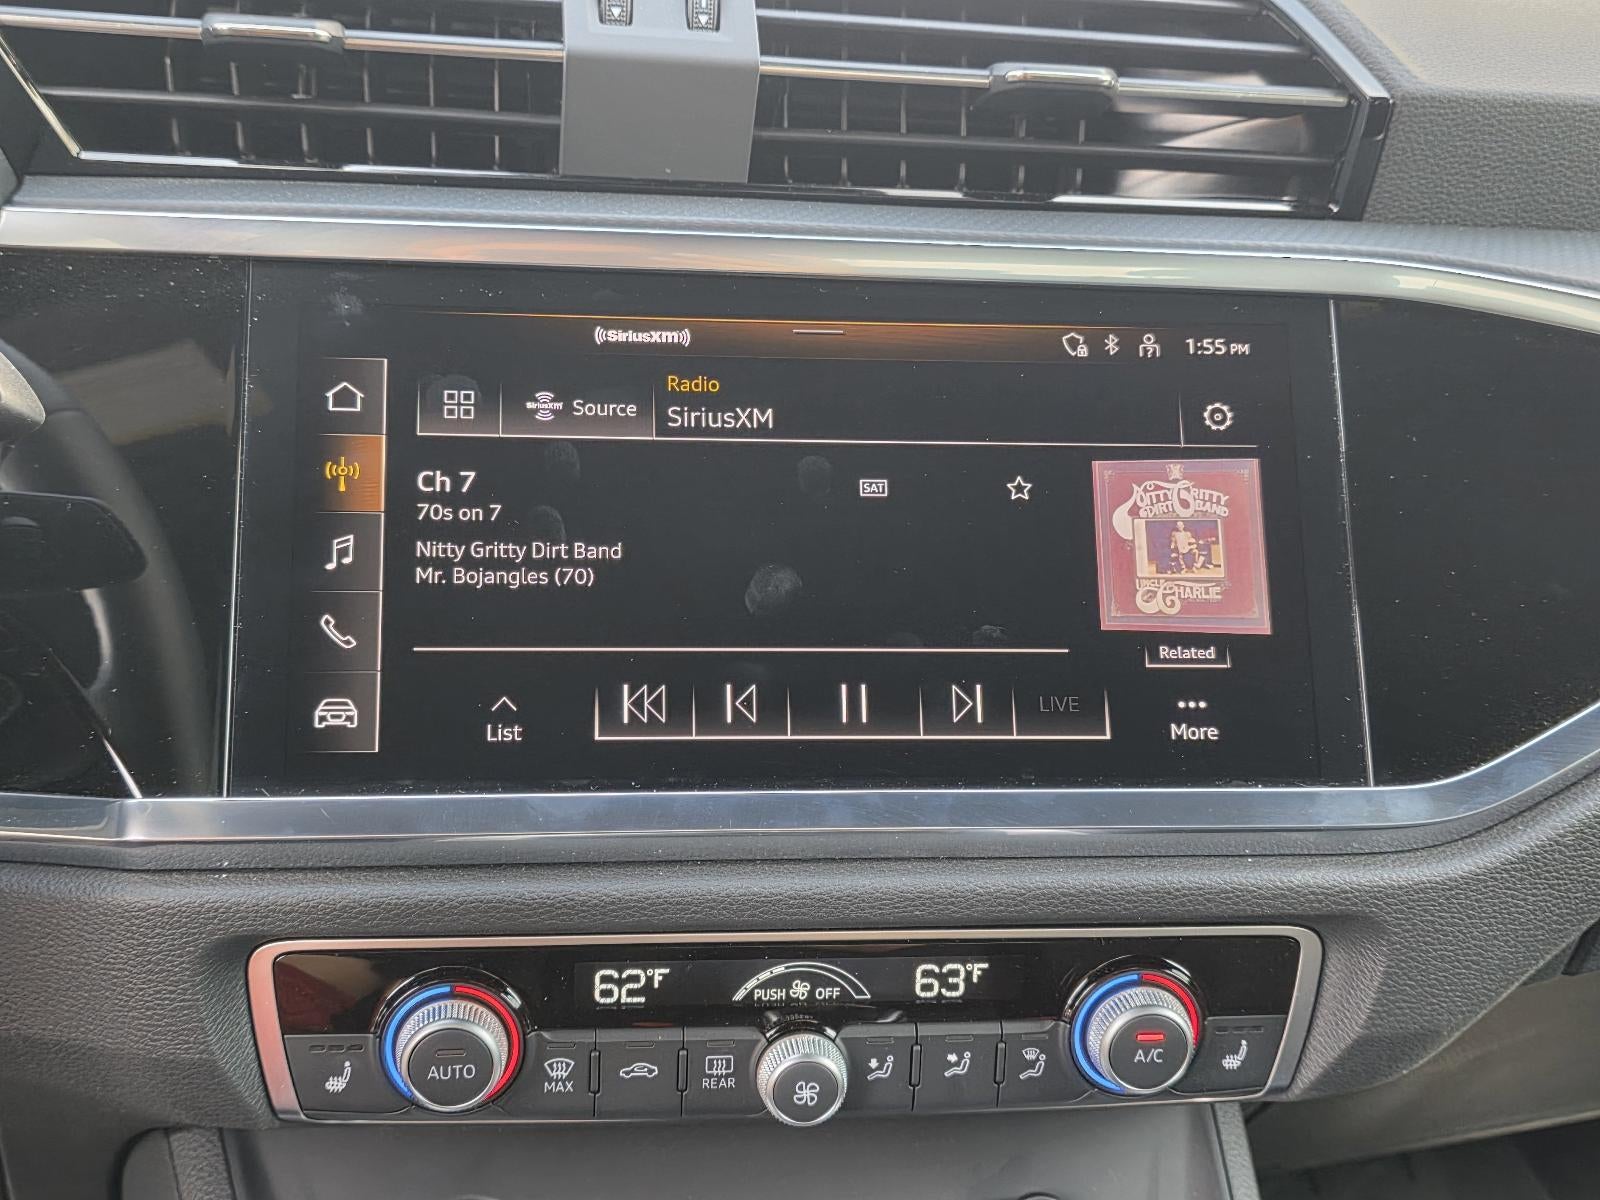 ((SiriusXM))
1:55 PM
SiriusXM
Source
Radio
SiriusXM
Ch 7
70s on 7
SAT
Nitty Gritty Dirt Band
Mr. Bojangles (70)
NITTY GRITTY
DIRT BAND
UNCLE
CHARLIE
Related
List
LIVE
More
62°F
PUSH OFF
63°F
AUTO
MAX
REAR
A/C